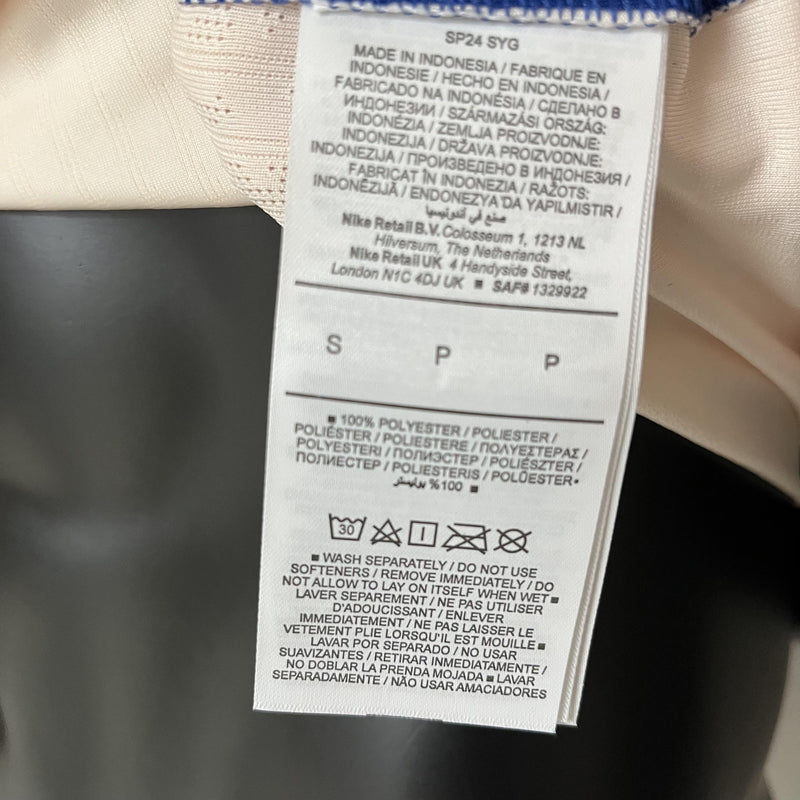 SP24 SYG
MADE IN INDONESIA / FABRIQUE EN
INDONESIE / HECHO EN INDONESIA /
FABRICADO NA INDONÉSIA / СДЕЛАНО В
ИНДОНЕЗИИ / SZÁRMAZÁSI ORSZÁG:
INDONÉZIA / ZEMLJA PROIZVODNJE:
INDONEZIJA / DRŽAVA PROIZVODNJE:
INDONEZIJA / ПРОИЗВЕДЕНО В ИНДОНЕЗИЯ /
FABRICAT ÎN INDONEZIA / RAŽOTS:
INDONĒZIJĀ / ENDONEZYA DA YAPILMISTIR /
صنع في أندونيسيا
Nike Retail B.V. Colosseum 1, 1213 NL
Hilversum, The Netherlands
Nike Retail UK 4 Handyside Street,
London N1C 4DJ UK ■ SAF# 1329922
S P P
■ 100% POLYESTER / POLIESTER /
POLIÉSTER / POLIESTERE / ΠΟΛΥΕΣΤΕΡΑΣ /
POLYESTERI / ПОЛИЭСТЕР / POLIÉSZTER /
ПОЛИЕСТЕР / POLIESTERIS / POLÜESTER■
100% بوليستر ■
30
■ WASH SEPARATELY / DO NOT USE
SOFTENERS / REMOVE IMMEDIATELY / DO
NOT ALLOW TO LAY ON ITSELF WHEN WET ■
LAVER SEPAREMENT / NE PAS UTILISER
D'ADOUCISSANT / ENLEVER
IMMEDIATEMENT / NE PAS LAISSER LE
VETEMENT PLIE LORSQU'IL EST MOUILLE ■
LAVAR POR SEPARADO / NO USAR
SUAVIZANTES / RETIRAR INMEDIATAMENTE /
NO DOBLAR LA PRENDA MOJADA ■ LAVAR
SEPARADAMENTE / NÃO USAR AMACIADORES